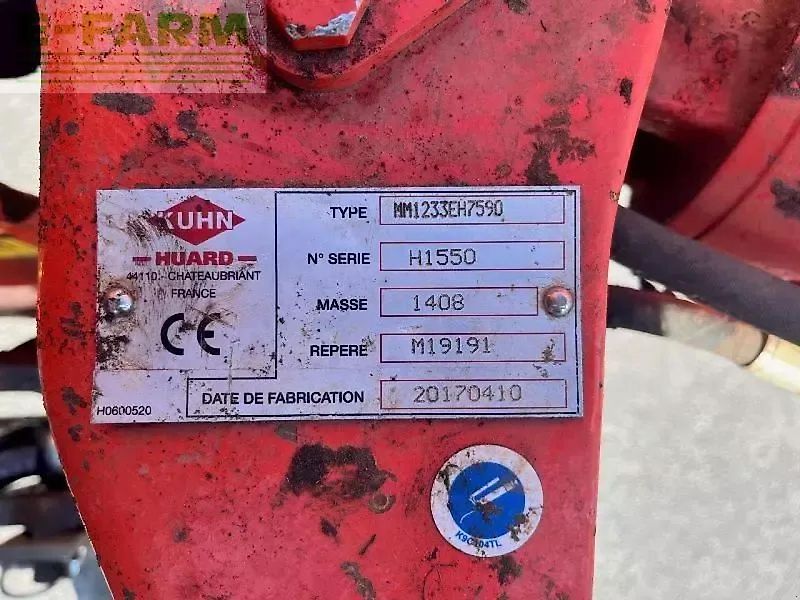 E-FARM
KUHN
HUARD
44110 - CHATEAUBRIANT
FRANCE
CE
H0600520
TYPE MM1233EH7590
N° SERIE H1550
MASSE 1408
REPERE M19191
DATE DE FABRICATION 20170410
K9C104TL